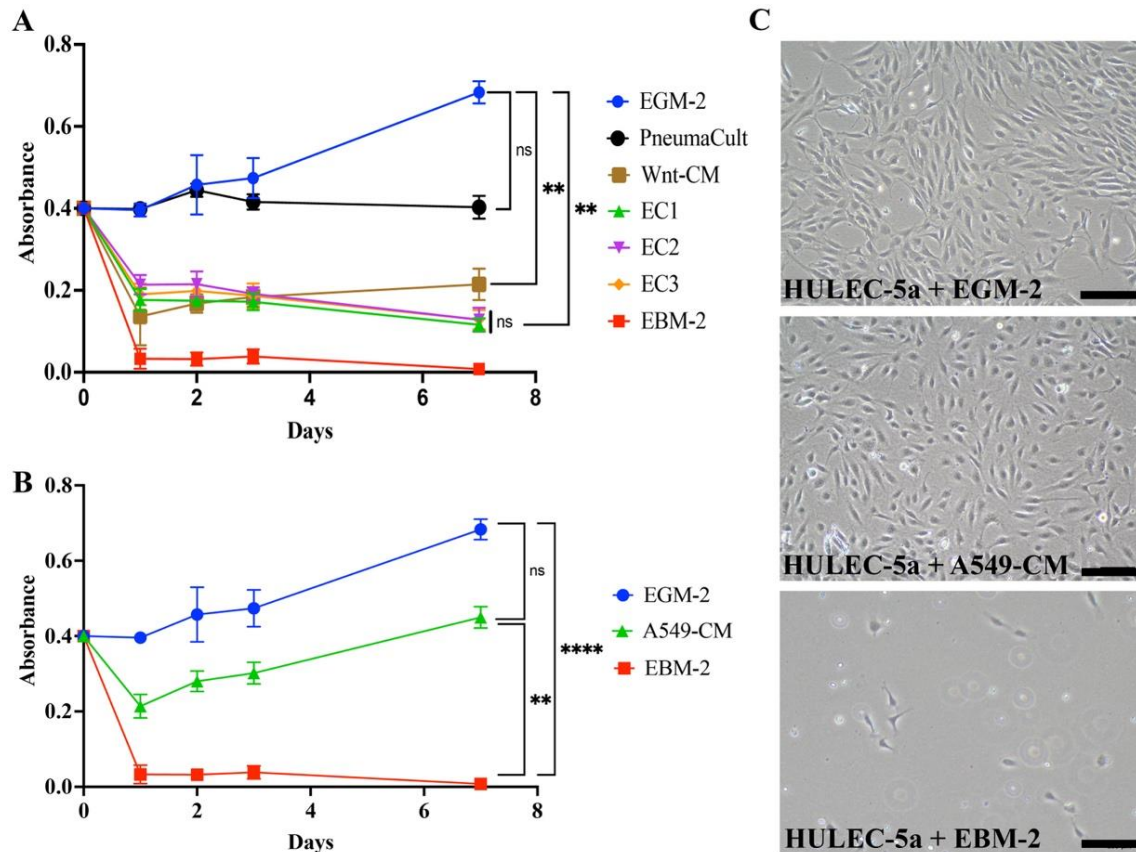 A
0.8
0.6
0.4
0.2
0.0
Absorbance
0
2
4
6
8
Days
ns
**
**
ns
EGM-2
PneumaCult
Wnt-CM
EC1
EC2
EC3
EBM-2
B
0.8
0.6
0.4
0.2
0.0
Absorbance
0
2
4
6
8
Days
ns
**
****
EGM-2
A549-CM
EBM-2
C
HULEC-5a + EGM-2
HULEC-5a + A549-CM
HULEC-5a + EBM-2